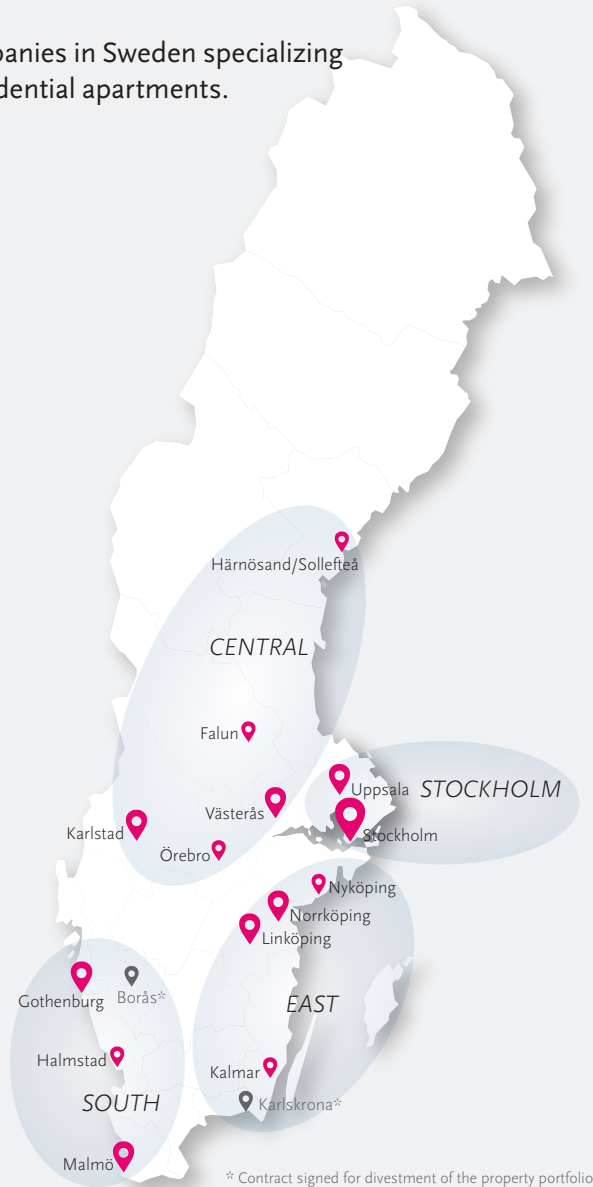 panies in Sweden specializing
dential apartments.
Härnösand/Sollefteå
CENTRAL
Falun
Uppsala
STOCKHOLM
Västerås
Karlstad
Stockholm
Örebro
Nyköping
Norrköping
Linköping
Gothenburg
Borås*
EAST
Halmstad
Kalmar
SOUTH
Karlskrona*
Malmö
* Contract signed for divestment of the property portfolio